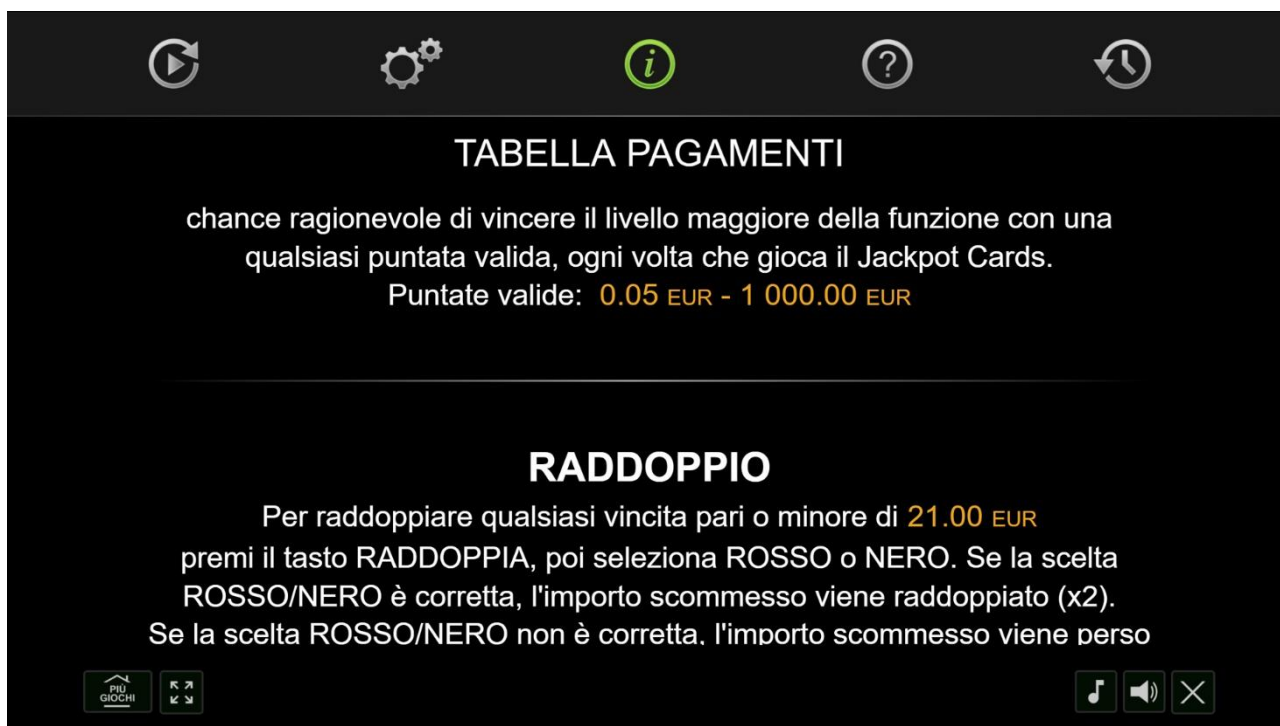 TABELLA PAGAMENTI
chance ragionevole di vincere il livello maggiore della funzione con una
qualsiasi puntata valida, ogni volta che gioca il Jackpot Cards.
Puntate valide: 0.05 EUR - 1 000.00 EUR
RADDOPPIO
Per raddoppiare qualsiasi vincita pari o minore di 21.00 EUR
premi il tasto RADDOPPIA, poi seleziona ROSSO o NERO. Se la scelta
ROSSO/NERO è corretta, l'importo scommesso viene raddoppiato (x2).
Se la scelta ROSSO/NERO non è corretta, l'importo scommesso viene perso
PIÙ
GIOCHI